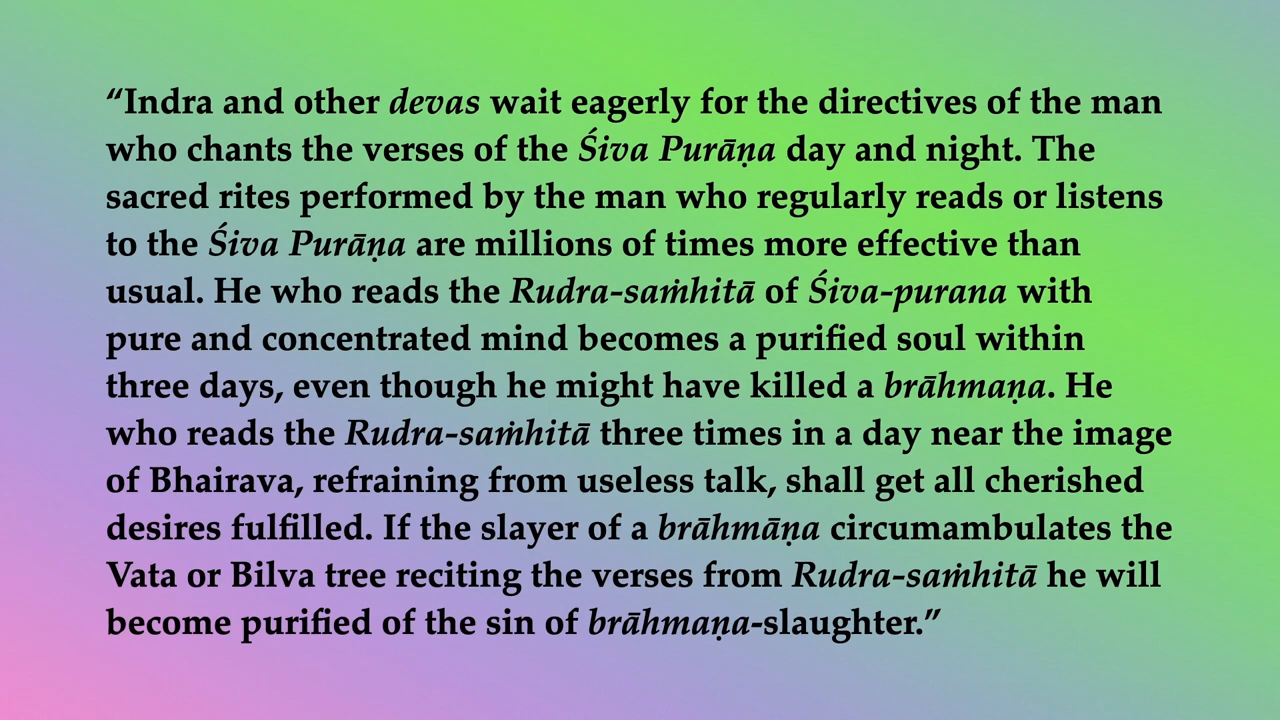 “Indra and other devas wait eagerly for the directives of the man
who chants the verses of the Śiva Purāṇa day and night. The
sacred rites performed by the man who regularly reads or listens
to the Śiva Purāṇa are millions of times more effective than
usual. He who reads the Rudra-saṁhitā of Śiva-purana with
pure and concentrated mind becomes a purified soul within
three days, even though he might have killed a brāhmaṇa. He
who reads the Rudra-saṁhitā three times in a day near the image
of Bhairava, refraining from useless talk, shall get all cherished
desires fulfilled. If the slayer of a brāhmāṇa circumambulates the
Vata or Bilva tree reciting the verses from Rudra-saṁhitā he will
become purified of the sin of brāhmaṇa-slaughter.”